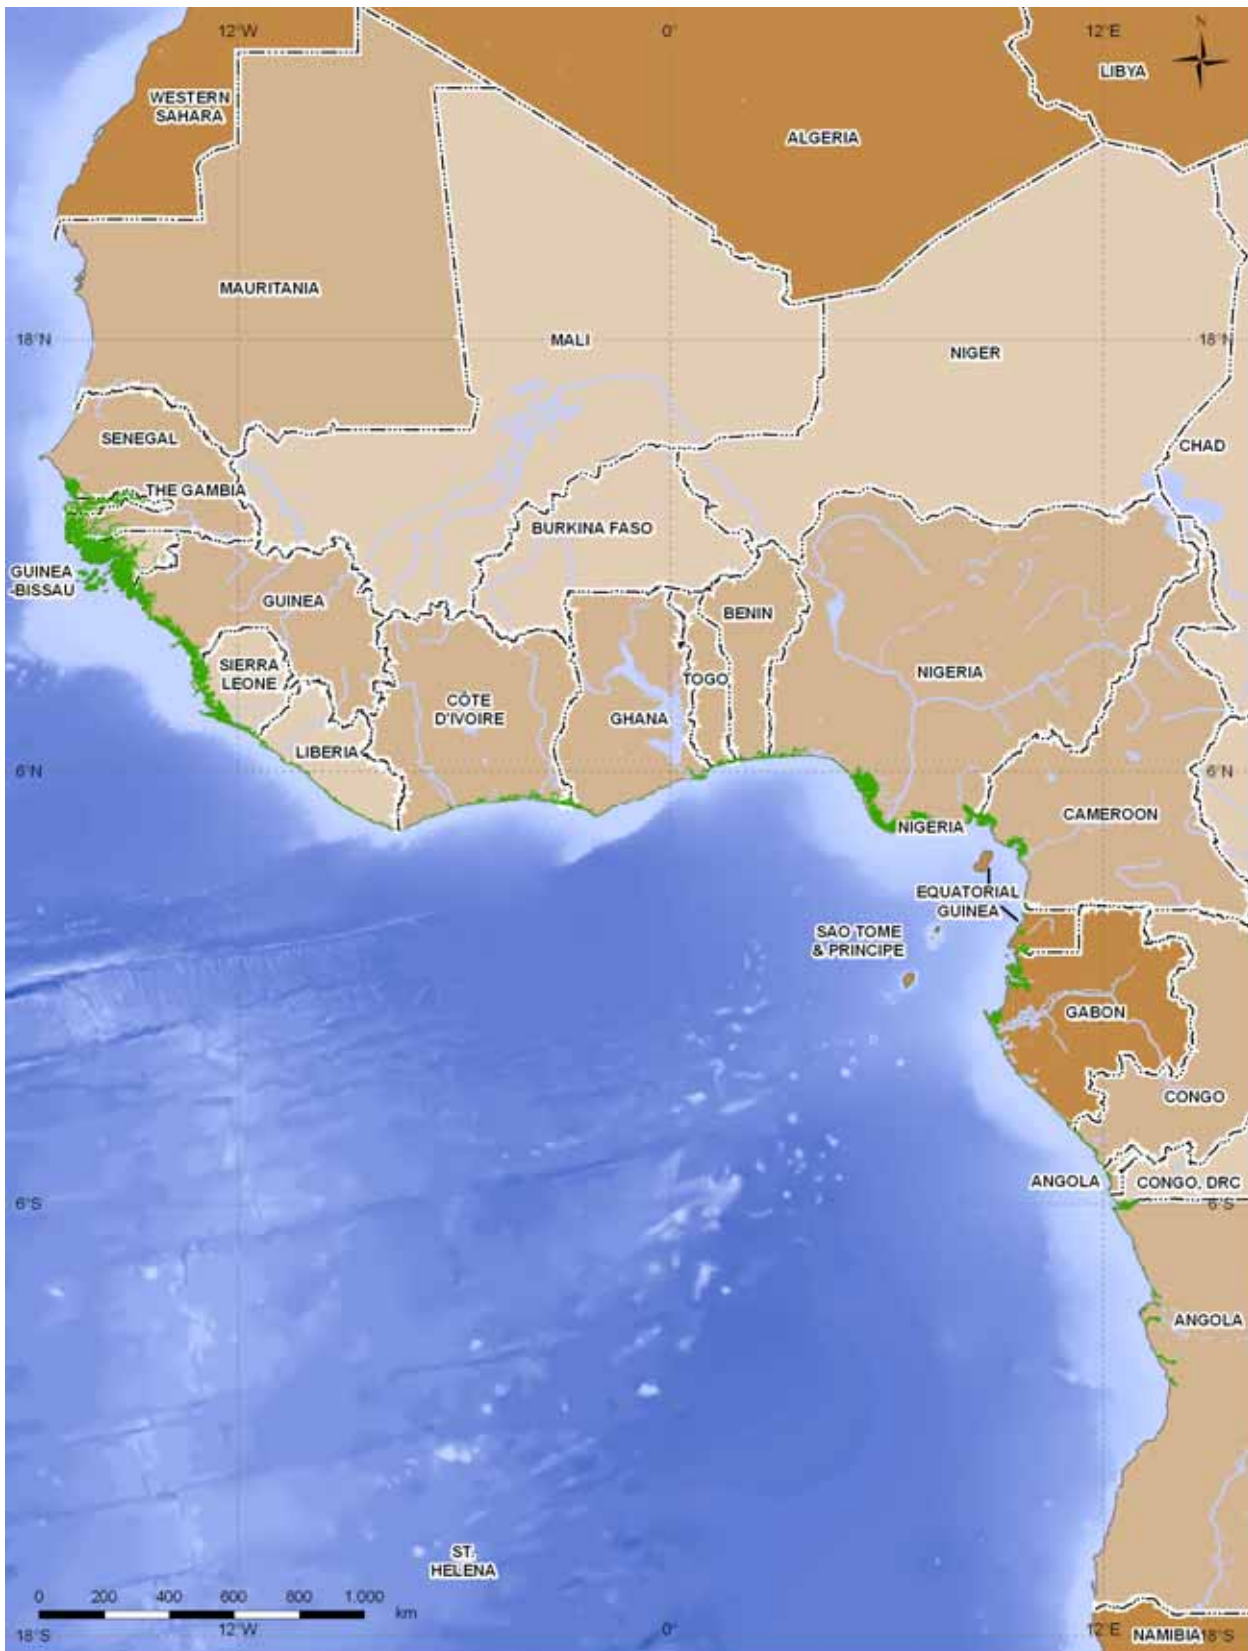 12°W
0°
12°E
N
LIBYA
WESTERN
SAHARA
ALGERIA
MAURITANIA
18°N
MALI
NIGER
18°N
SENEGAL
CHAD
THE GAMBIA
BURKINA FASO
GUINEA
-BISSAU
GUINEA
BENIN
SIERRA
LEONE
NIGERIA
TOGO
CÔTE
D'IVOIRE
GHANA
LIBERIA
6°N
6°N
CAMEROON
NIGERIA
EQUATORIAL
GUINEA
SAO TOME
& PRINCIPE
GABON
CONGO
ANGOLA
CONGO, DRC
6°S
6°S
ANGOLA
ST.
HELENA
0 200 400 600 800 1.000
km
18°S
12°W
0°
12°E
NAMIBIA
18°S